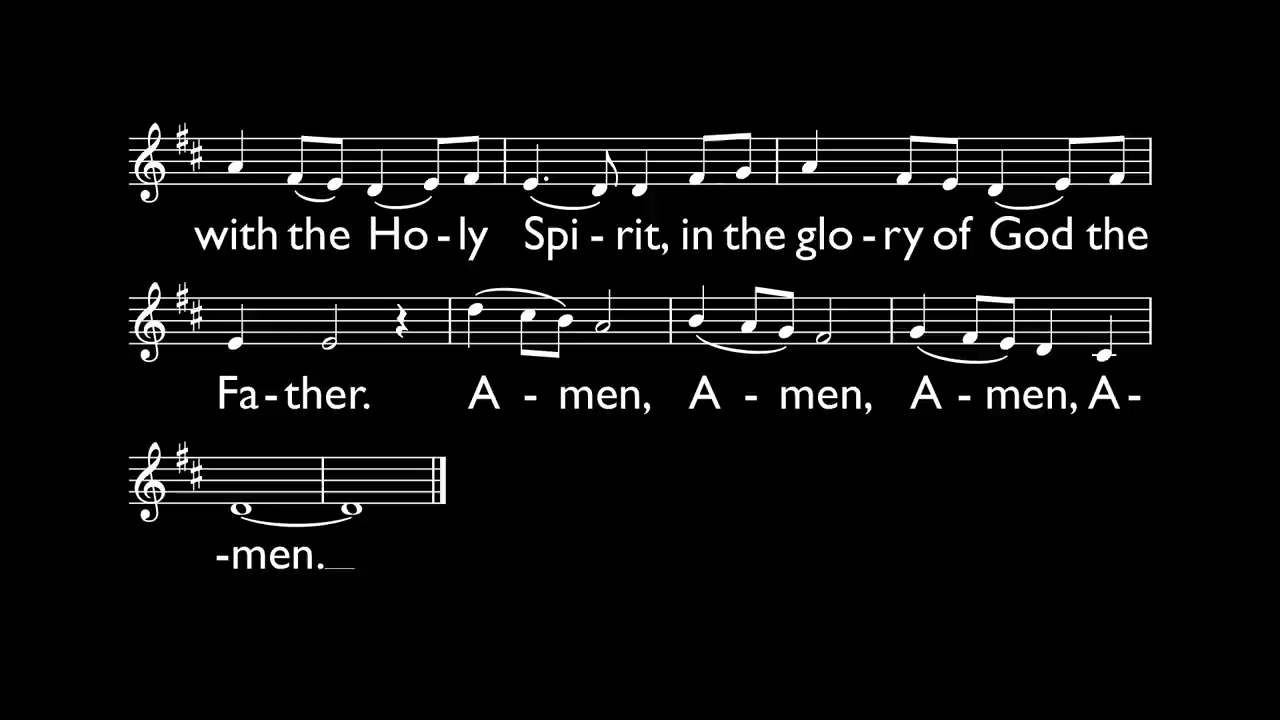 with the Ho - ly Spi - rit, in the glo - ry of God the
Fa - ther. A - men, A - men, A - men, A -
-men.